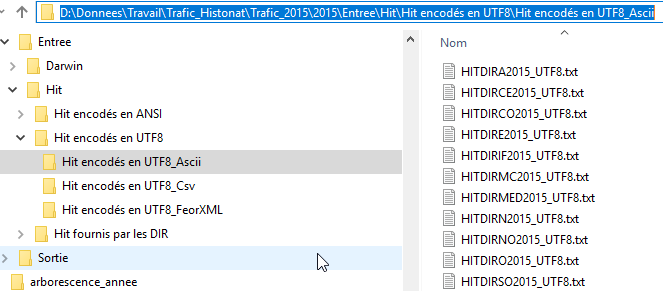 D:\Donnees\Travail\Trafic_Histonat\Trafic_2015\2015\Entree\Hit\Hit encodés en UTF8\Hit encodés en UTF8_Ascii
Entree
Darwin
Hit
Hit encodés en ANSI
Hit encodés en UTF8
Hit encodés en UTF8_Ascii
Hit encodés en UTF8_Csv
Hit encodés en UTF8_FeorXML
Hit fournis par les DIR
Sortie
arborescence_annee
Nom
HITDIRA2015_UTF8.txt
HITDIRCE2015_UTF8.txt
HITDIRCO2015_UTF8.txt
HITDIRE2015_UTF8.txt
HITDIRIF2015_UTF8.txt
HITDIRMC2015_UTF8.txt
HITDIRMED2015_UTF8.txt
HITDIRN2015_UTF8.txt
HITDIRNO2015_UTF8.txt
HITDIRO2015_UTF8.txt
HITDIRSO2015_UTF8.txt